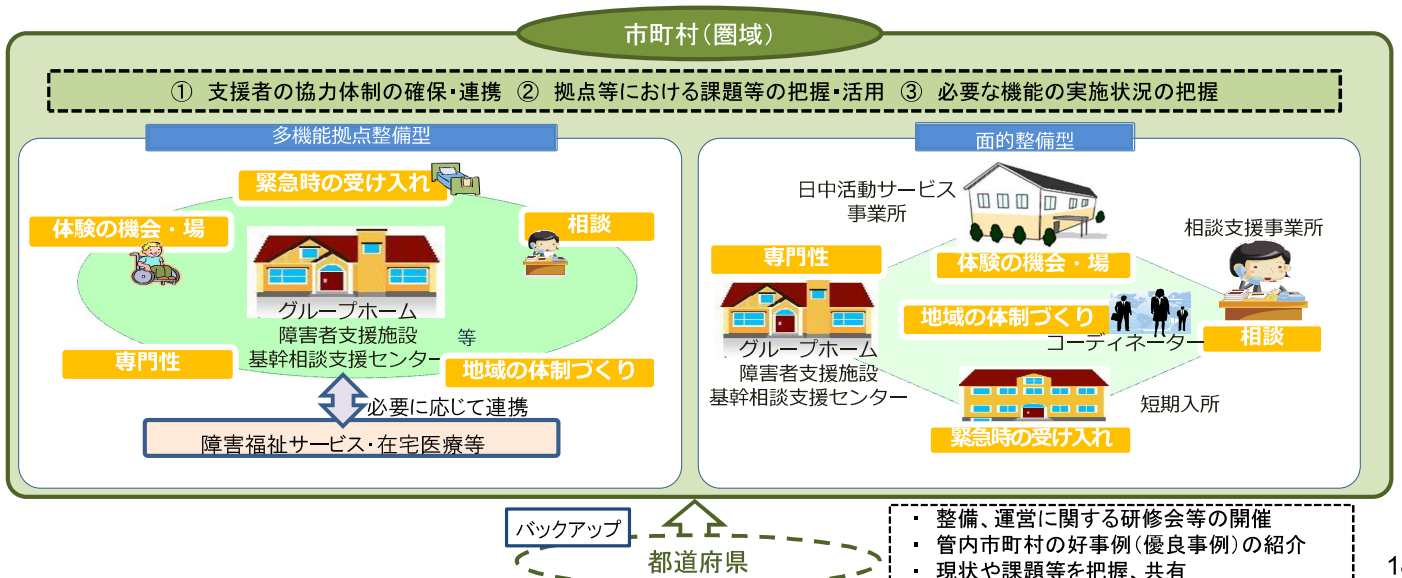 市町村（圏域）
① 支援者の協力体制の確保・連携 ② 拠点等における課題等の把握・活用 ③ 必要な機能の実施状況の把握
多機能拠点整備型
緊急時の受け入れ
体験の機会・場
相談
グループホーム
障害者支援施設
基幹相談支援センター
等
専門性
地域の体制づくり
必要に応じて連携
障害福祉サービス・在宅医療等
面的整備型
日中活動サービス
事業所
相談支援事業所
専門性
体験の機会・場
地域の体制づくり
コーディネーター
相談
グループホーム
障害者支援施設
基幹相談支援センター
短期入所
緊急時の受け入れ
バックアップ
都道府県
・ 整備、運営に関する研修会等の開催
・ 管内市町村の好事例（優良事例）の紹介
・ 現状や課題等を把握、共有